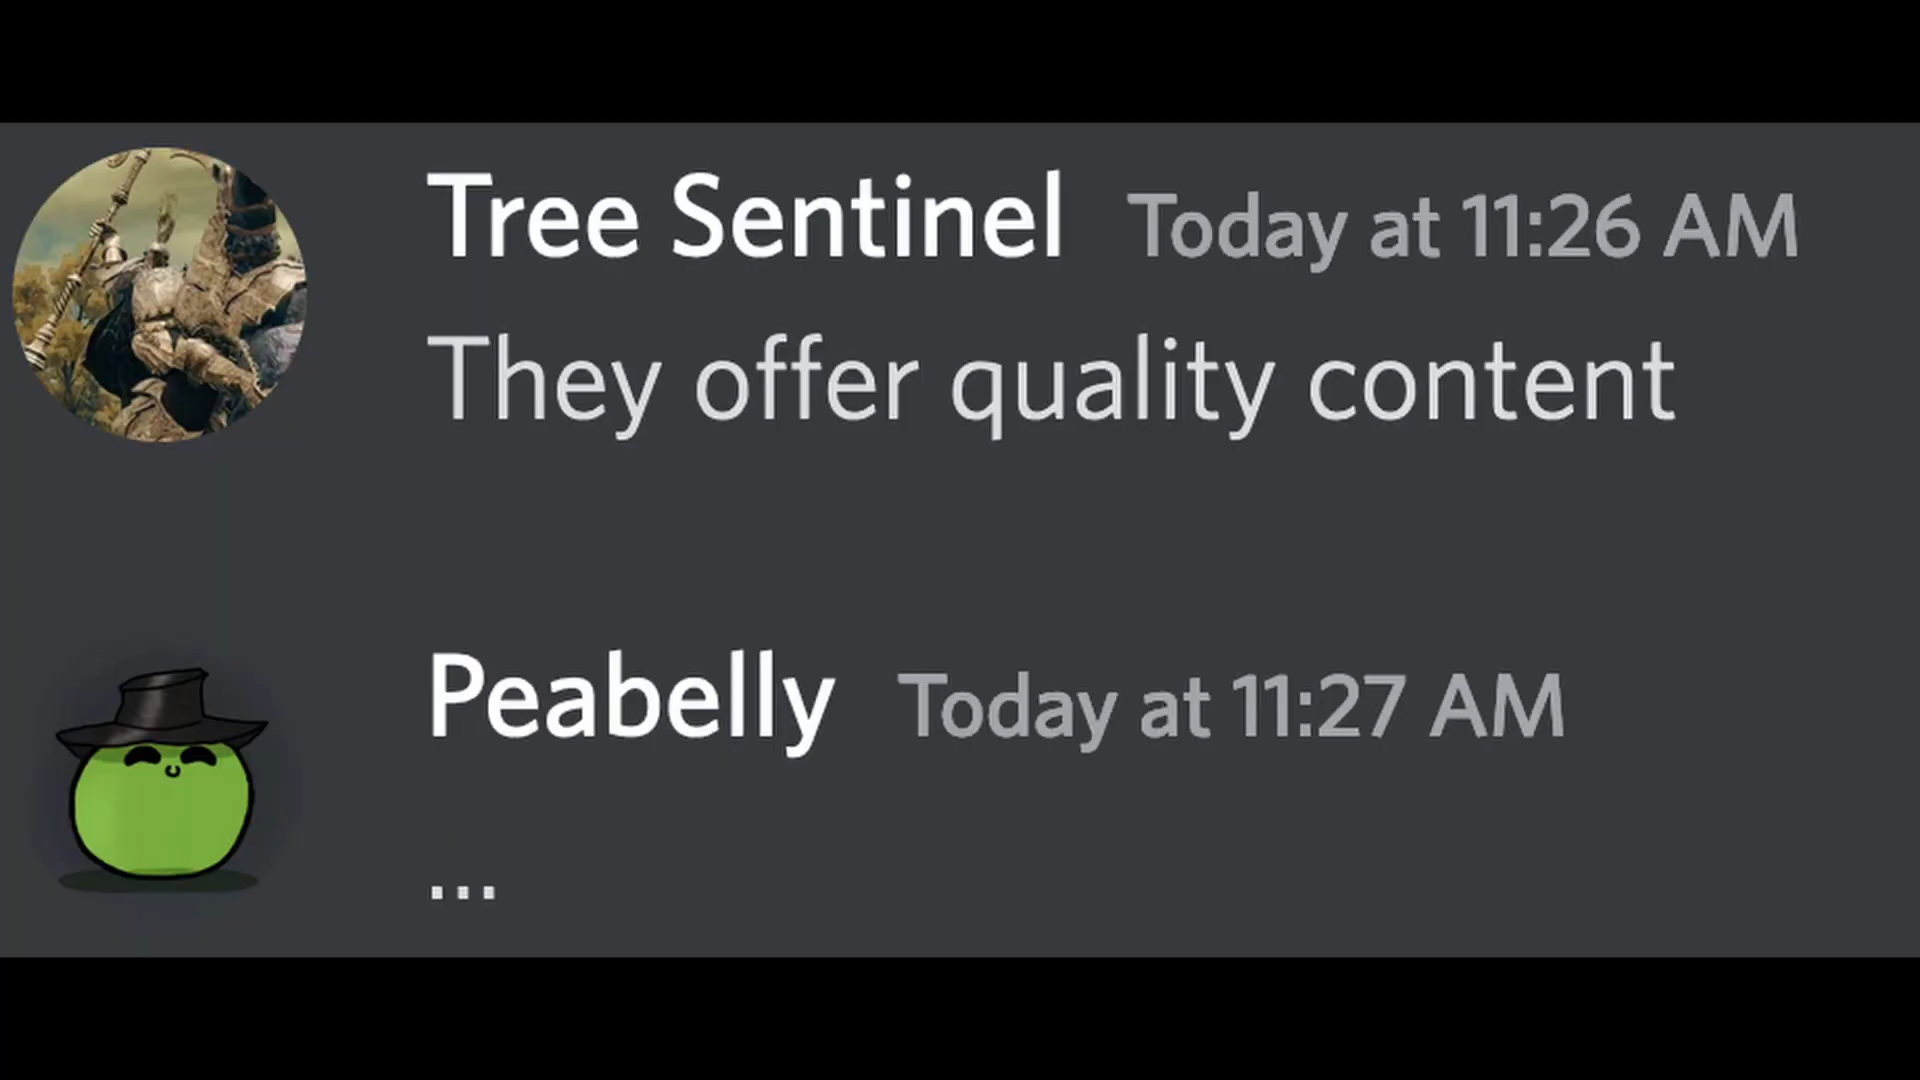 Tree Sentinel Today at 11:26 AM
They offer quality content
Peabelly Today at 11:27 AM
...